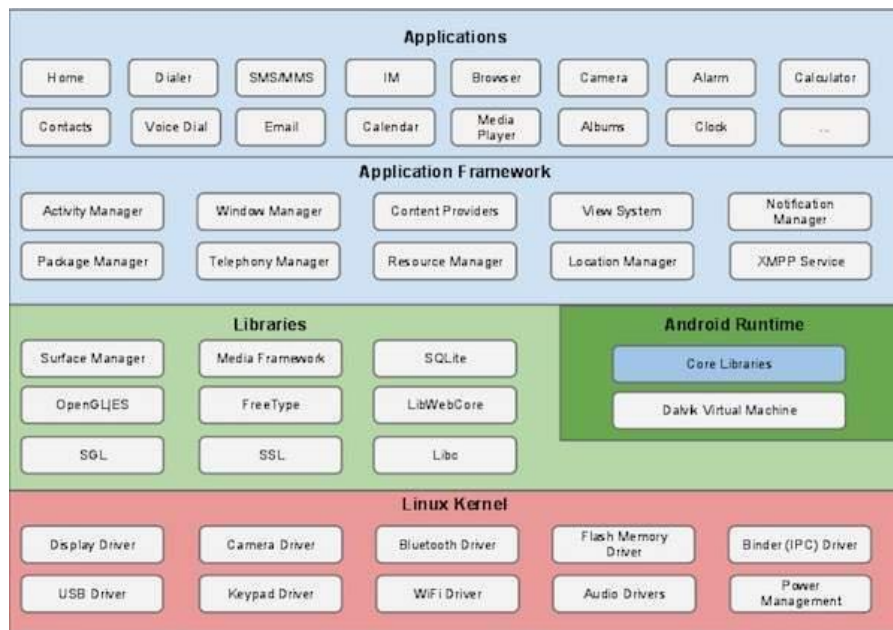 Applications
Home
Dialer
SMS/MMS
IM
Browser
Camera
Alarm
Calculator
Contacts
Voice Dial
Email
Calendar
Media
Player
Albums
Clock
...
Application Framework
Activity Manager
Window Manager
Content Providers
View System
Notification
Manager
Package Manager
Telephony Manager
Resource Manager
Location Manager
XMPP Service
Libraries
Surface Manager
Media Framework
SQLite
OpenGL|ES
FreeType
LibWebCore
SGL
SSL
Libc
Android Runtime
Core Libraries
Dalvik Virtual Machine
Linux Kernel
Display Driver
Camera Driver
Bluetooth Driver
Flash Memory
Driver
Binder (IPC) Driver
USB Driver
Keypad Driver
WiFi Driver
Audio Drivers
Power
Management